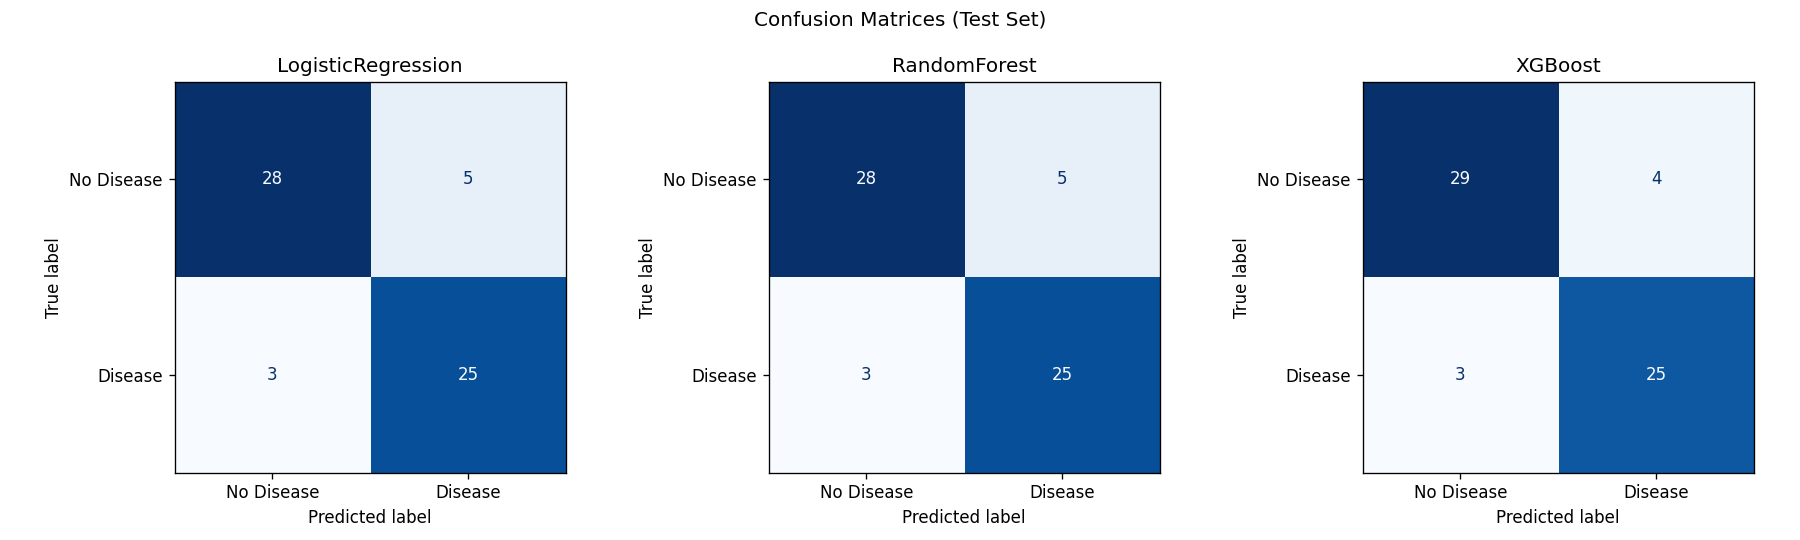 Confusion Matrices (Test Set)
LogisticRegression
No Disease
28
5
True label
Disease
3
25
No Disease
Disease
Predicted label
RandomForest
No Disease
28
5
True label
Disease
3
25
No Disease
Disease
Predicted label
XGBoost
No Disease
29
4
True label
Disease
3
25
No Disease
Disease
Predicted label